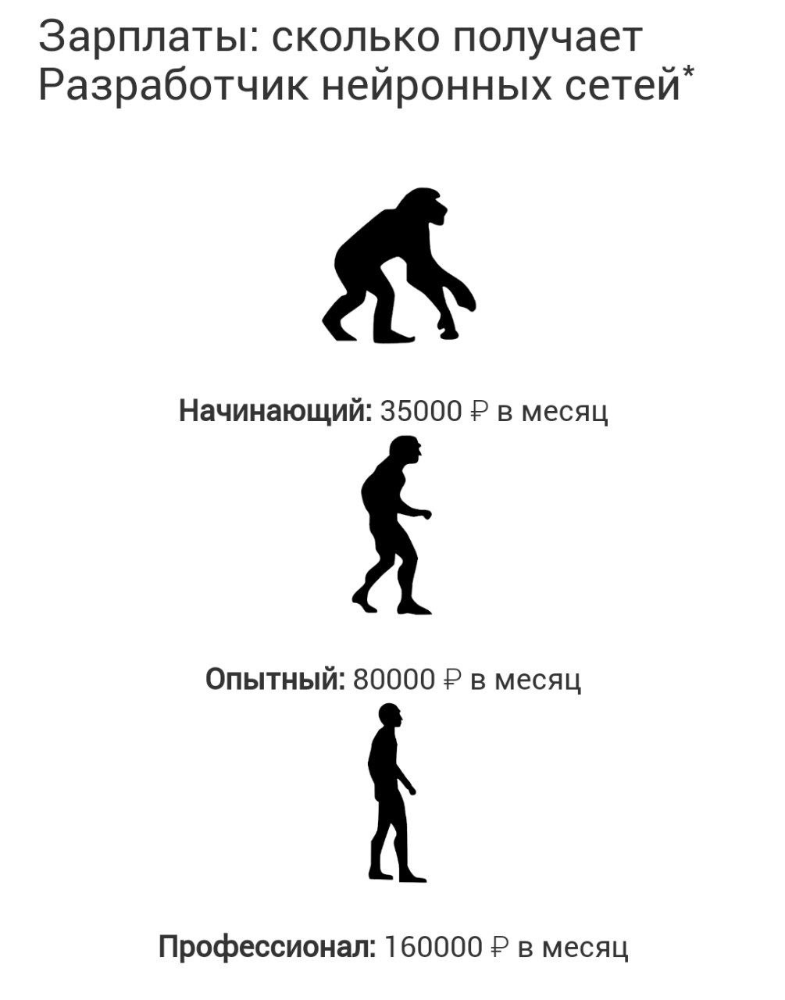 Зарплаты: сколько получает
Разработчик нейронных сетей*
Начинающий: 35000 ₽ в месяц
Опытный: 80000 ₽ в месяц
Профессионал: 160000 ₽ в месяц